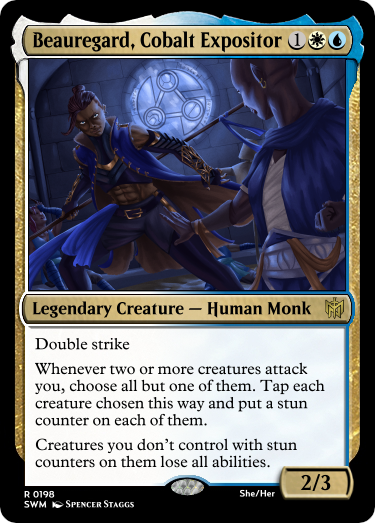 Beauregard, Cobalt Expositor 1
Legendary Creature — Human Monk
Double strike
Whenever two or more creatures attack
you, choose all but one of them. Tap each
creature chosen this way and put a stun
counter on each of them.
Creatures you don't control with stun
counters on them lose all abilities.
2/3
R 0198
She/Her
SWM Spencer Staggs